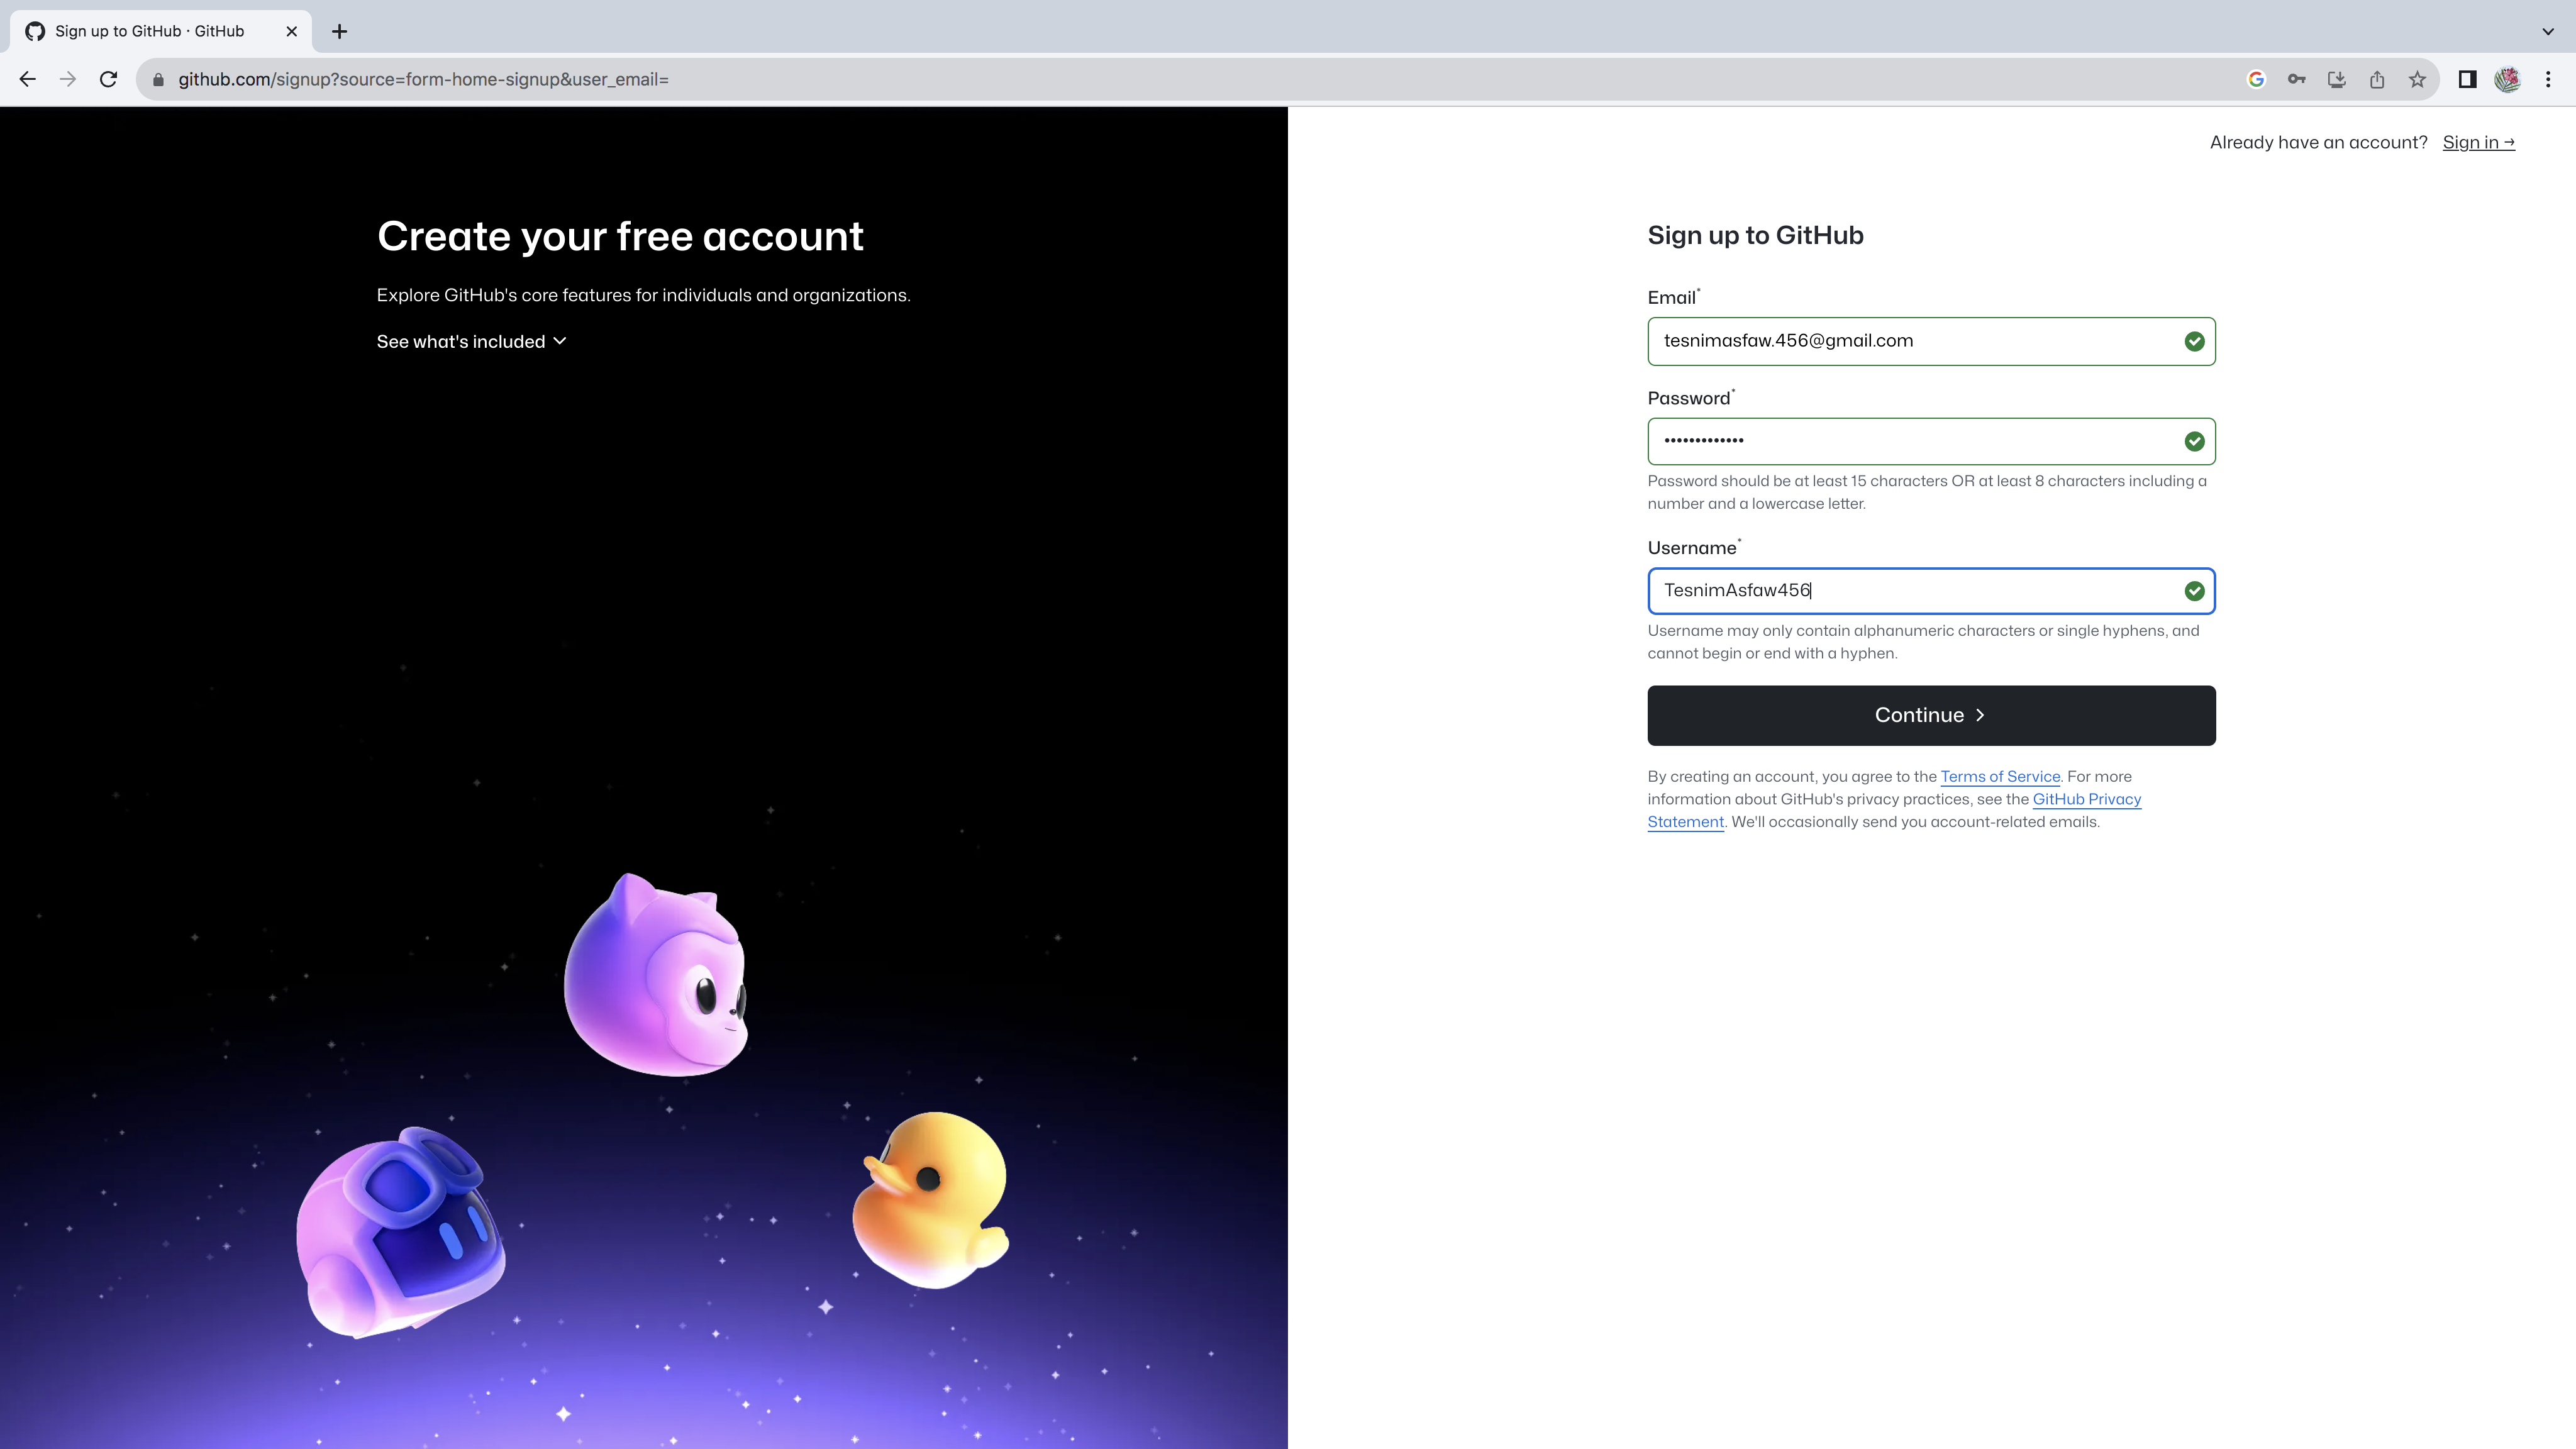 Sign up to GitHub · GitHub
github.com/signup?source=form-home-signup&user_email=
Already have an account? Sign in →
Create your free account
Explore GitHub's core features for individuals and organizations.
See what's included
Sign up to GitHub
Email*
tesnimasfaw.456@gmail.com
Password*
•••••••••••••
Password should be at least 15 characters OR at least 8 characters including a
number and a lowercase letter.
Username*
TesnimAsfaw456
Username may only contain alphanumeric characters or single hyphens, and
cannot begin or end with a hyphen.
Continue
By creating an account, you agree to the Terms of Service. For more
information about GitHub's privacy practices, see the GitHub Privacy
Statement. We'll occasionally send you account-related emails.